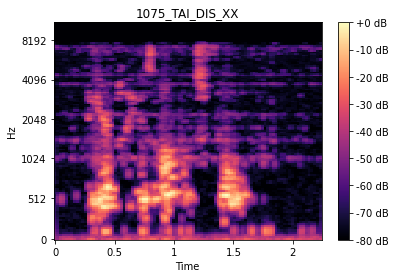 1075_TAI_DIS_XX
+0 dB
8192
-10 dB
4096
-20 dB
-30 dB
2048
-40 dB
Hz
1024
-50 dB
512
-60 dB
-70 dB
0
-80 dB
0
0.5
1
1.5
2
Time